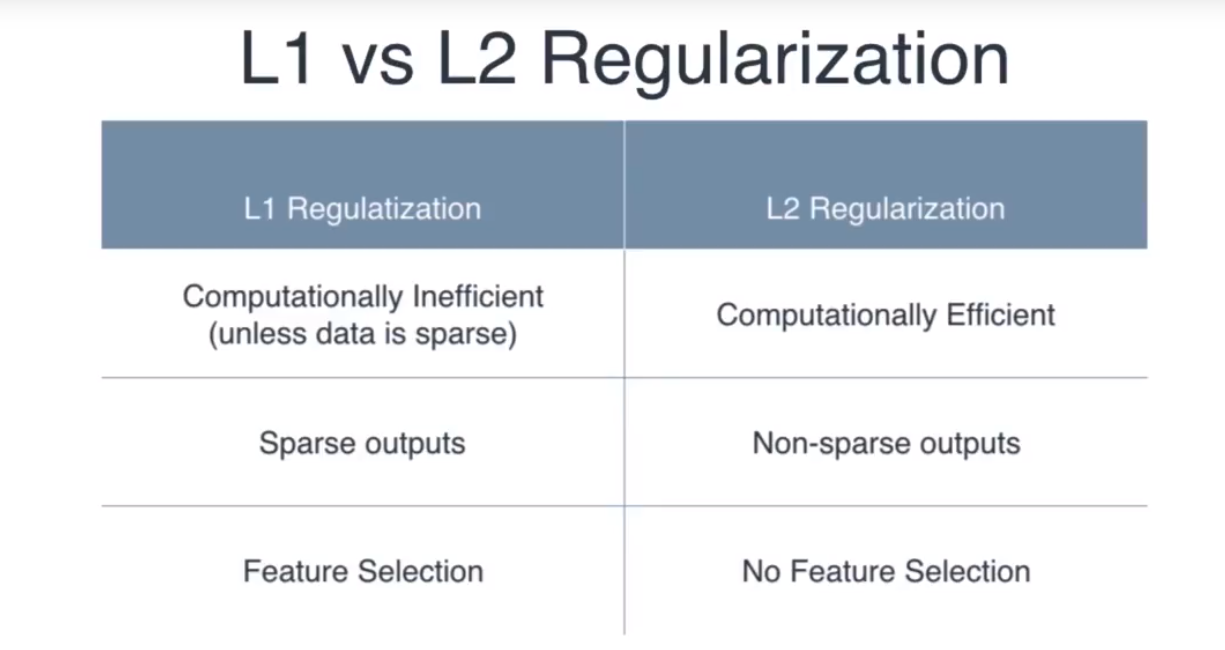 L1 vs L2 Regularization
L1 Regulatization
L2 Regularization
Computationally Inefficient
(unless data is sparse)
Computationally Efficient
Sparse outputs
Non-sparse outputs
Feature Selection
No Feature Selection